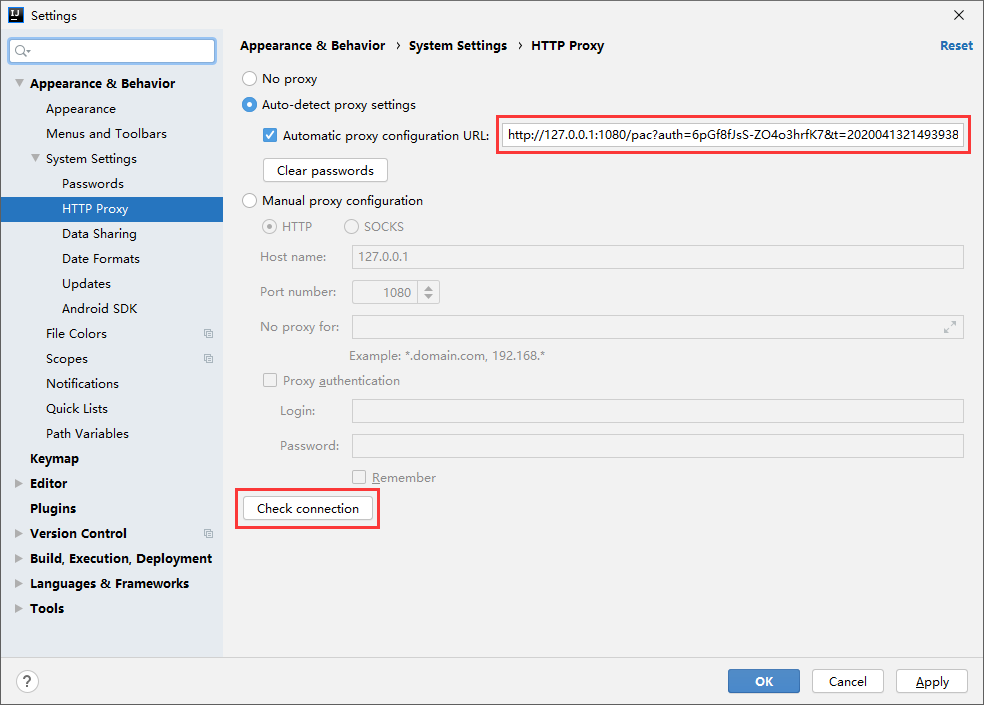 Settings
Appearance & Behavior › System Settings › HTTP Proxy
Reset
Appearance & Behavior
Appearance
Menus and Toolbars
System Settings
Passwords
HTTP Proxy
Data Sharing
Date Formats
Updates
Android SDK
File Colors
Scopes
Notifications
Quick Lists
Path Variables
Keymap
Editor
Plugins
Version Control
Build, Execution, Deployment
Languages & Frameworks
Tools
No proxy
Auto-detect proxy settings
Automatic proxy configuration URL: http://127.0.0.1:1080/pac?auth=6pGf8fJsS-ZO4o3hrfK7&t=2020041321493938
Clear passwords
Manual proxy configuration
HTTP SOCKS
Host name: 127.0.0.1
Port number: 1080
No proxy for:
Example: *.domain.com, 192.168.*
Proxy authentication
Login:
Password:
Remember
Check connection
?
OK Cancel Apply